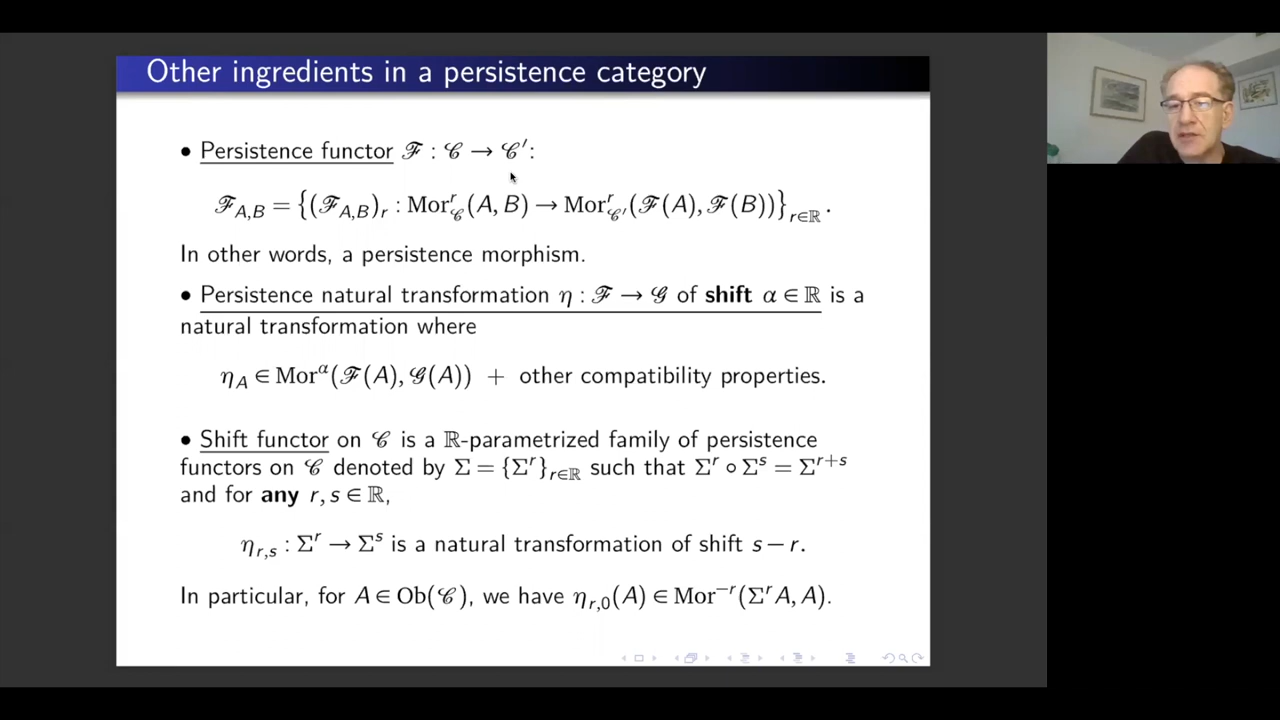 Other ingredients in a persistence category
• Persistence functor ℱ : 𝒞 → 𝒞′:
ℱ_{A,B} = {(ℱ_{A,B})_r : Mor^r_𝒞(A, B) → Mor^r_{𝒞′}(ℱ(A), ℱ(B))}_{r∈ℝ}.
In other words, a persistence morphism.
• Persistence natural transformation η : ℱ → 𝒢 of shift α ∈ ℝ is a
natural transformation where
η_A ∈ Mor^α(ℱ(A), 𝒢(A)) + other compatibility properties.
• Shift functor on 𝒞 is a ℝ-parametrized family of persistence
functors on 𝒞 denoted by Σ = {Σ^r}_{r∈ℝ} such that Σ^r ∘ Σ^s = Σ^{r+s}
and for any r, s ∈ ℝ,
η_{r,s} : Σ^r → Σ^s is a natural transformation of shift s − r.
In particular, for A ∈ Ob(𝒞), we have η_{r,0}(A) ∈ Mor^{−r}(Σ^r A, A).